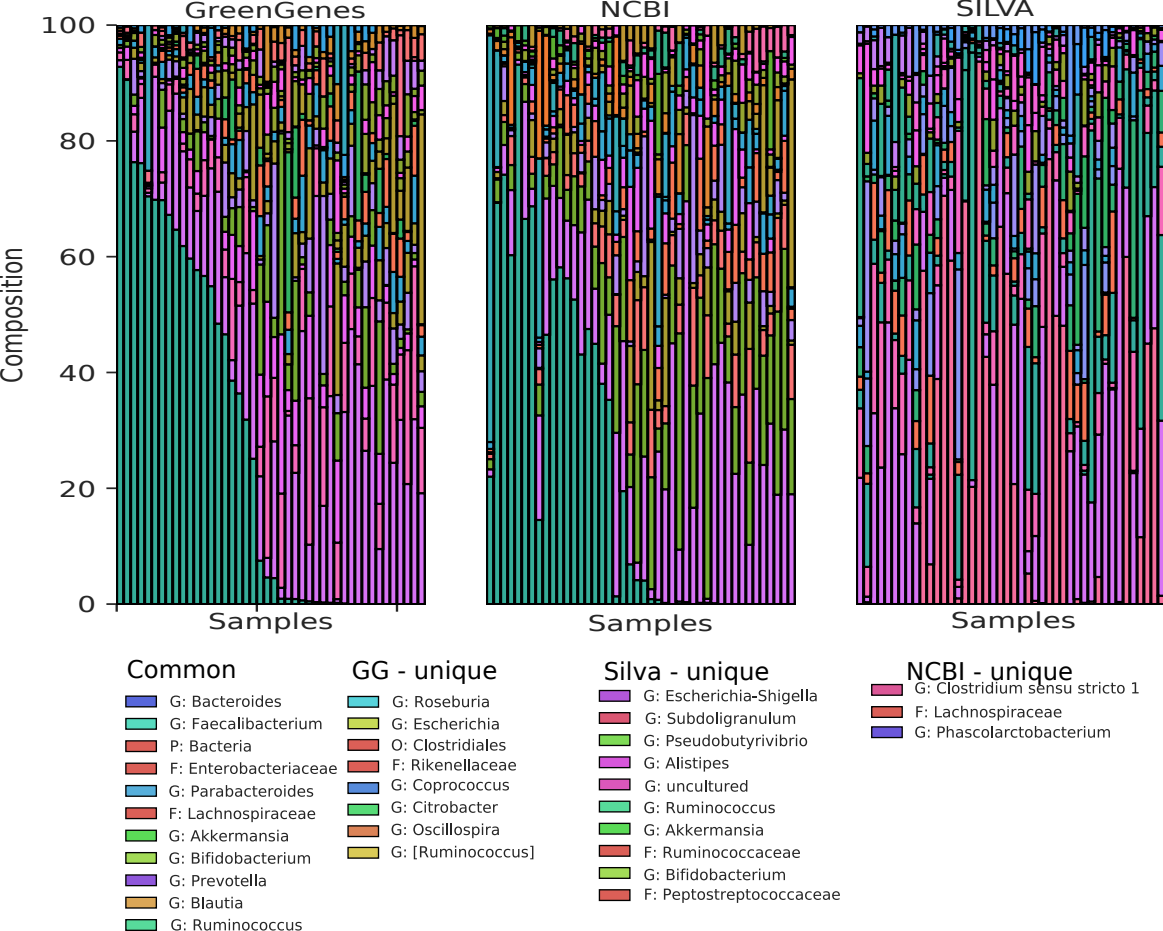 GreenGenes
NCBI
SILVA
100
80
60
40
20
0
Composition
Samples
Samples
Samples
Common
G: Bacteroides
G: Faecalibacterium
P: Bacteria
F: Enterobacteriaceae
G: Parabacteroides
F: Lachnospiraceae
G: Akkermansia
G: Bifidobacterium
G: Prevotella
G: Blautia
G: Ruminococcus
GG - unique
G: Roseburia
G: Escherichia
O: Clostridiales
F: Rikenellaceae
G: Coprococcus
G: Citrobacter
G: Oscillospira
G: [Ruminococcus]
Silva - unique
G: Escherichia-Shigella
G: Subdoligranulum
G: Pseudobutyrivibrio
G: Alistipes
G: uncultured
G: Ruminococcus
G: Akkermansia
F: Ruminococcaceae
G: Bifidobacterium
F: Peptostreptococcaceae
NCBI - unique
G: Clostridium sensu stricto 1
F: Lachnospiraceae
G: Phascolarctobacterium